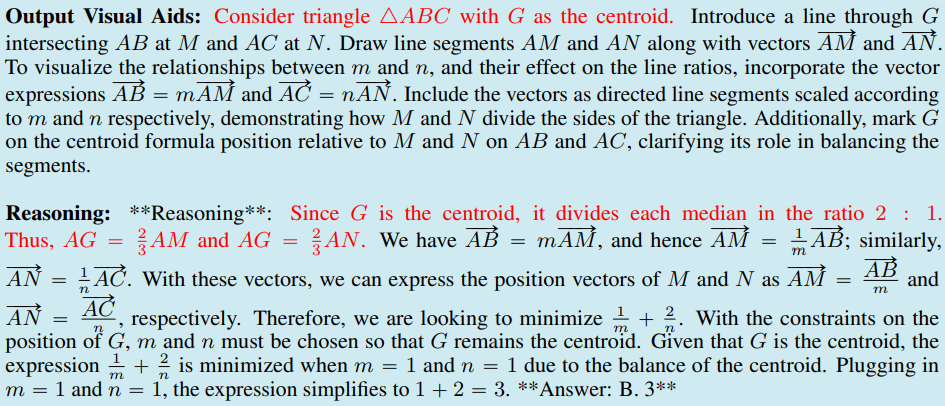 Output Visual Aids: Consider triangle △ABC with G as the centroid. Introduce a line through G
intersecting AB at M and AC at N. Draw line segments AM and AN along with vectors $\overrightarrow{AM}$ and $\overrightarrow{AN}$.
To visualize the relationships between m and n, and their effect on the line ratios, incorporate the vector
expressions $\overrightarrow{AB} = m\overrightarrow{AM}$ and $\overrightarrow{AC} = n\overrightarrow{AN}$. Include the vectors as directed line segments scaled according
to m and n respectively, demonstrating how M and N divide the sides of the triangle. Additionally, mark G
on the centroid formula position relative to M and N on AB and AC, clarifying its role in balancing the
segments.
Reasoning: **Reasoning**: Since G is the centroid, it divides each median in the ratio 2 : 1.
Thus, $AG = \frac{2}{3}AM$ and $AG = \frac{2}{3}AN$. We have $\overrightarrow{AB} = m\overrightarrow{AM}$, and hence $\overrightarrow{AM} = \frac{1}{m}\overrightarrow{AB}$; similarly,
$\overrightarrow{AN} = \frac{1}{n}\overrightarrow{AC}$. With these vectors, we can express the position vectors of M and N as $\overrightarrow{AM} = \frac{\overrightarrow{AB}}{m}$ and
$\overrightarrow{AN} = \frac{\overrightarrow{AC}}{n}$, respectively. Therefore, we are looking to minimize $\frac{1}{m} + \frac{2}{n}$. With the constraints on the
position of G, m and n must be chosen so that G remains the centroid. Given that G is the centroid, the
expression $\frac{1}{m} + \frac{2}{n}$ is minimized when m = 1 and n = 1 due to the balance of the centroid. Plugging in
m = 1 and n = 1, the expression simplifies to 1 + 2 = 3. **Answer: B. 3**